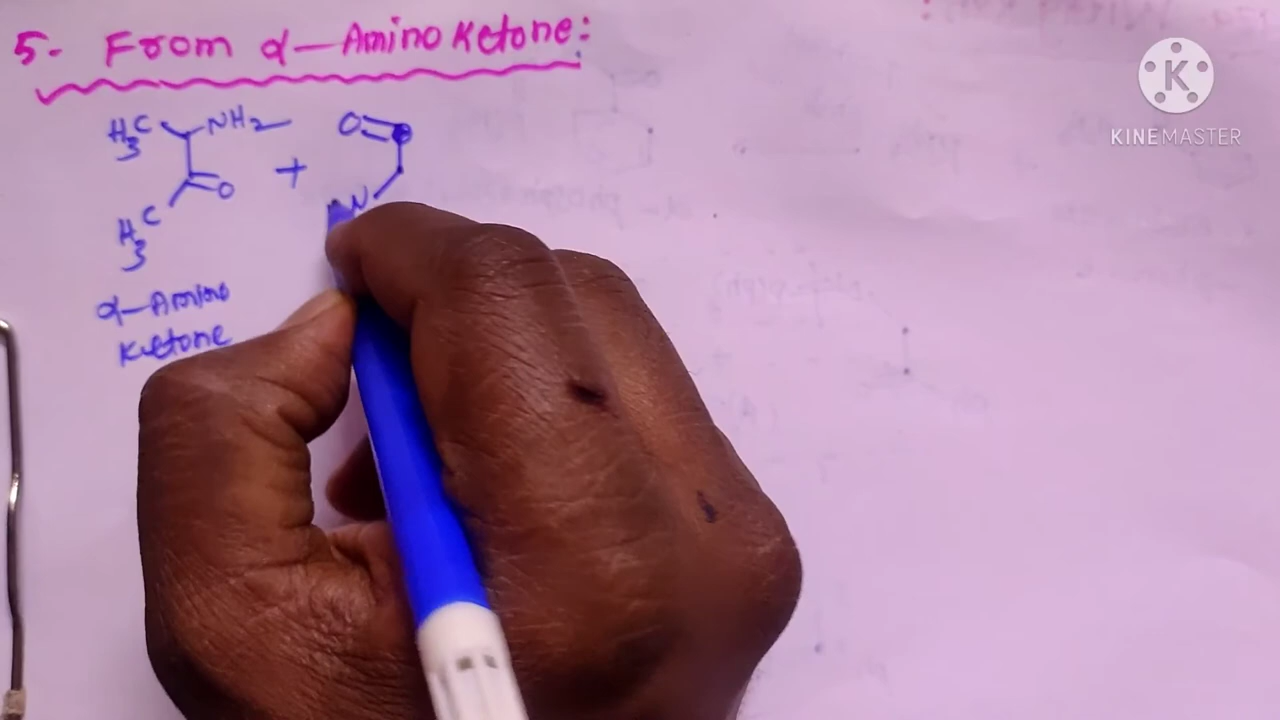 5- From α-Amino Ketone:
H3C NH2 O
+
O N
H3C
α-Amino
Ketone
K
KINEMASTER